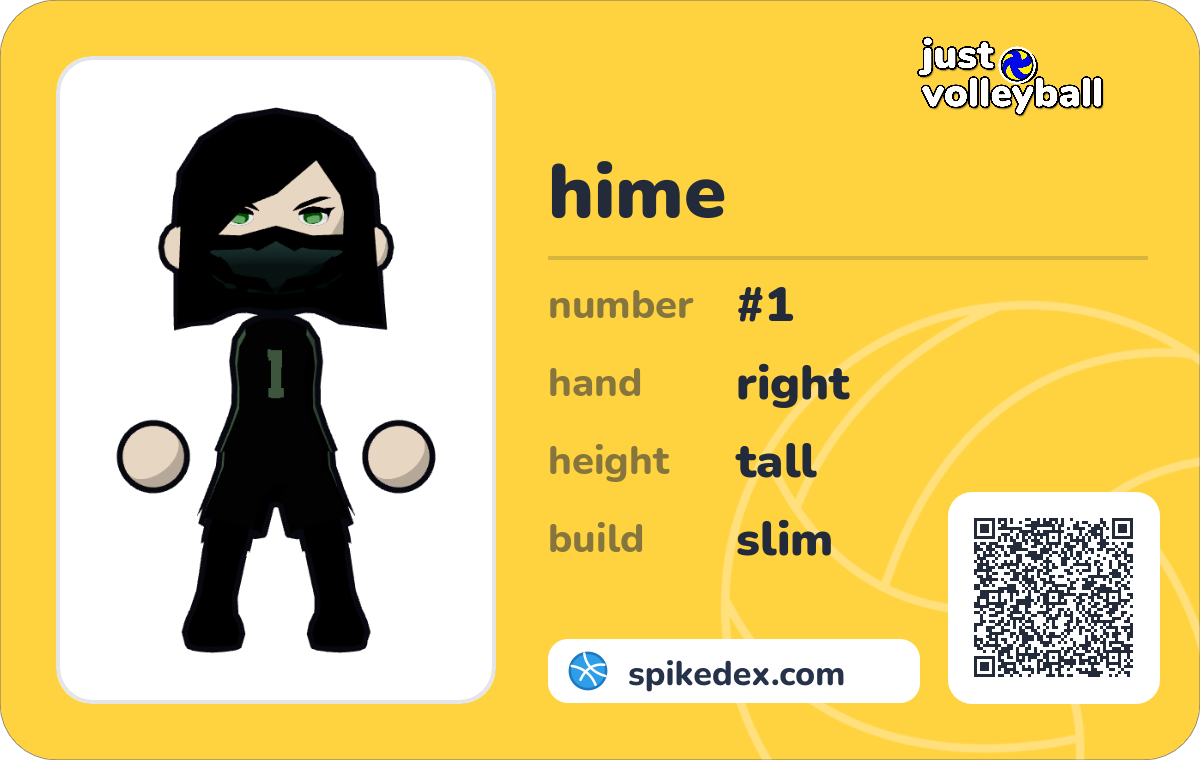 just
volleyball
hime
number #1
hand right
height tall
build slim
1
spikedex.com